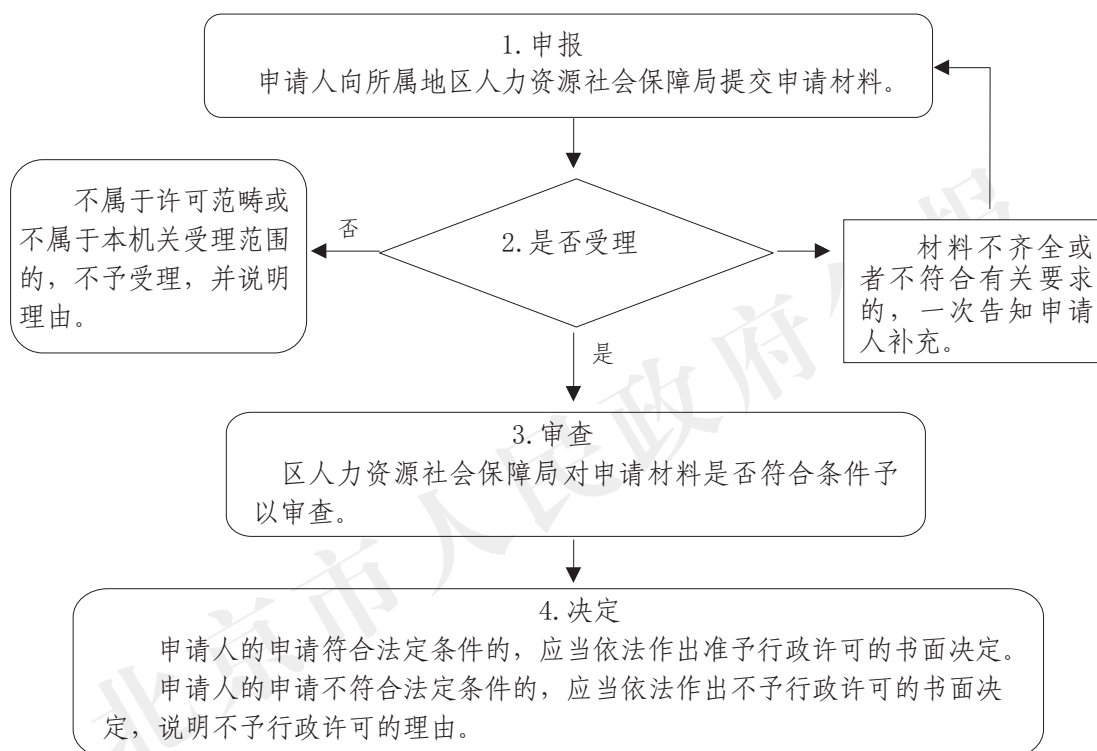 1.申报
申请人向所属地区人力资源社会保障局提交申请材料。
不属于许可范畴或
不属于本机关受理范围
的，不予受理，并说明
理由。
否
2.是否受理
材料不齐全或
者不符合有关要求
的，一次告知申请
人补充。
是
3.审查
区人力资源社会保障局对申请材料是否符合条件予
以审查。
4.决定
申请人的申请符合法定条件的，应当依法作出准予行政许可的书面决定。
申请人的申请不符合法定条件的，应当依法作出不予行政许可的书面决
定，说明不予行政许可的理由。
北京市人民政府公报